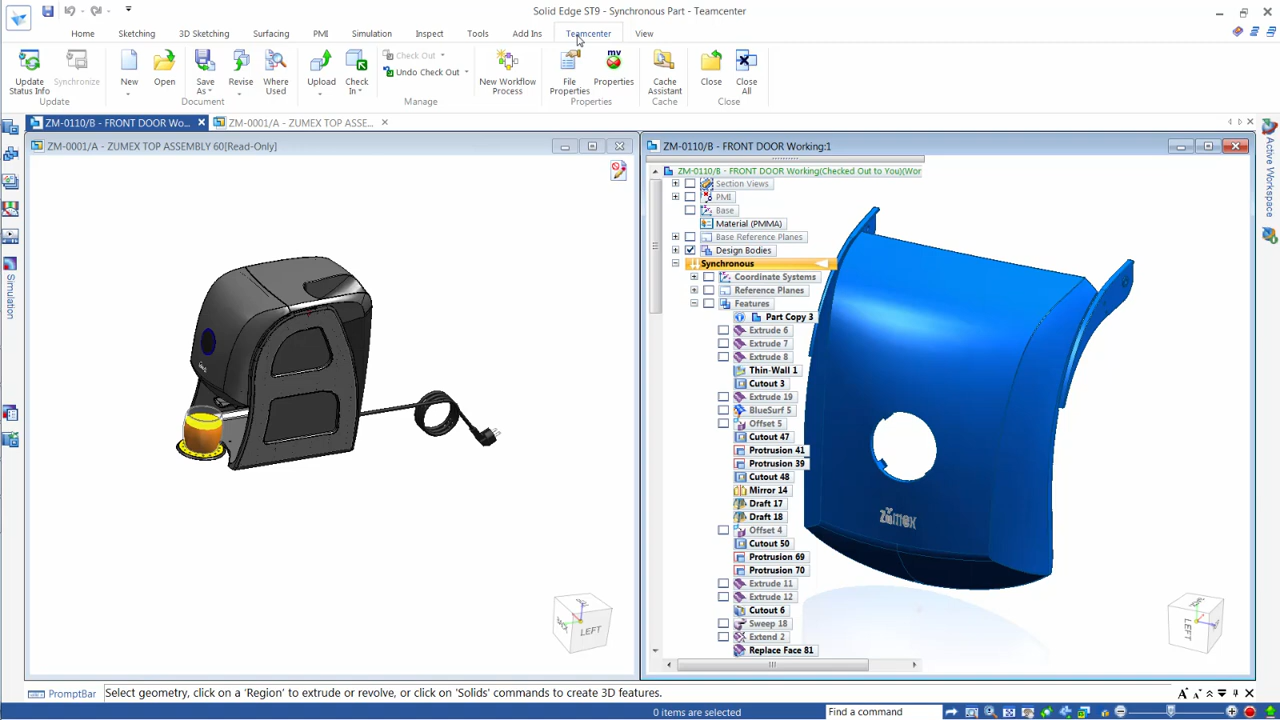 Solid Edge ST9 - Synchronous Part - Teamcenter
Home Sketching 3D Sketching Surfacing PMI Simulation Inspect Tools Add Ins Teamcenter View
Update Status Info
Synchronize
New
Open
Save As
Revise
Where Used
Upload
Check In
Check Out
Undo Check Out
New Workflow Process
File Properties
Properties
Cache Assistant
Close
Close All
Update Document Manage Properties Cache Close
ZM-0110/B - FRONT DOOR Wo...
ZM-0001/A - ZUMEX TOP ASSE...
ZM-0001/A - ZUMEX TOP ASSEMBLY 60[Read-Only]
ZM-0110/B - FRONT DOOR Working:1
ZM-0110/B - FRONT DOOR Working(Checked Out to You)(Wor
Section Views.
PMI
Base
Material (PMMA)
Base Reference Planes
Design Bodies
Synchronous
Coordinate Systems
Reference Planes
Features
Part Copy 3
Extrude 6
Extrude 7
Extrude 8
Thin-Wall 1
Cutout 3
Extrude 19
BlueSurf 5
Offset 5
Cutout 47
Protrusion 41
Protrusion 39
Cutout 48
Mirror 14
Draft 17
Draft 18
Offset 4
Cutout 50
Protrusion 69
Protrusion 70
Extrude 11
Extrude 12
Cutout 6
Sweep 18
Extend 2
Replace Face 81
zumex
Simulation
Active Workspace
LEFT
LEFT
PromptBar
Select geometry, click on a 'Region' to extrude or revolve, or click on 'Solids' commands to create 3D features.
0 items are selected
Find a command